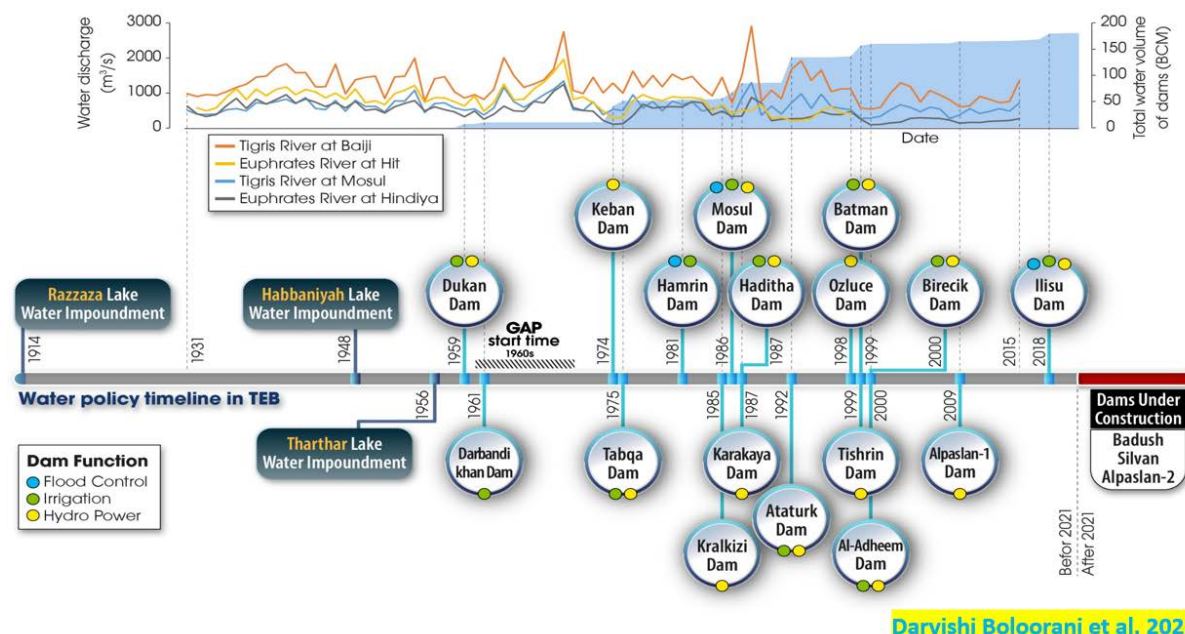 3000
2000
1000
0
Water discharge
(m³/s)
200
150
100
50
0
Total water volume
of dams (BCM)
Date
Tigris River at Baiji
Euphrates River at Hit
Tigris River at Mosul
Euphrates River at Hindiya
Keban
Dam
Mosul
Dam
Batman
Dam
Razzaza Lake
Water Impoundment
Habbaniyah Lake
Water Impoundment
Dukan
Dam
Hamrin
Dam
Haditha
Dam
Ozluce
Dam
Birecik
Dam
Ilisu
Dam
GAP
start time
1960s
1914
1931
1948
1959
1974
1981
1986
1987
1998
1999
2000
2015
2018
Water policy timeline in TEB
1956
1961
1975
1985
1987
1992
1999
2000
2009
Tharthar Lake
Water Impoundment
Darbandi
khan Dam
Tabqa
Dam
Karakaya
Dam
Tishrin
Dam
Alpaslan-1
Dam
Ataturk
Dam
Kralkizi
Dam
Al-Adheem
Dam
Dams Under
Construction
Badush
Silvan
Alpaslan-2
Befor 2021
After 2021
Dam Function
Flood Control
Irrigation
Hydro Power
Darvishi Boloorani et al. 202